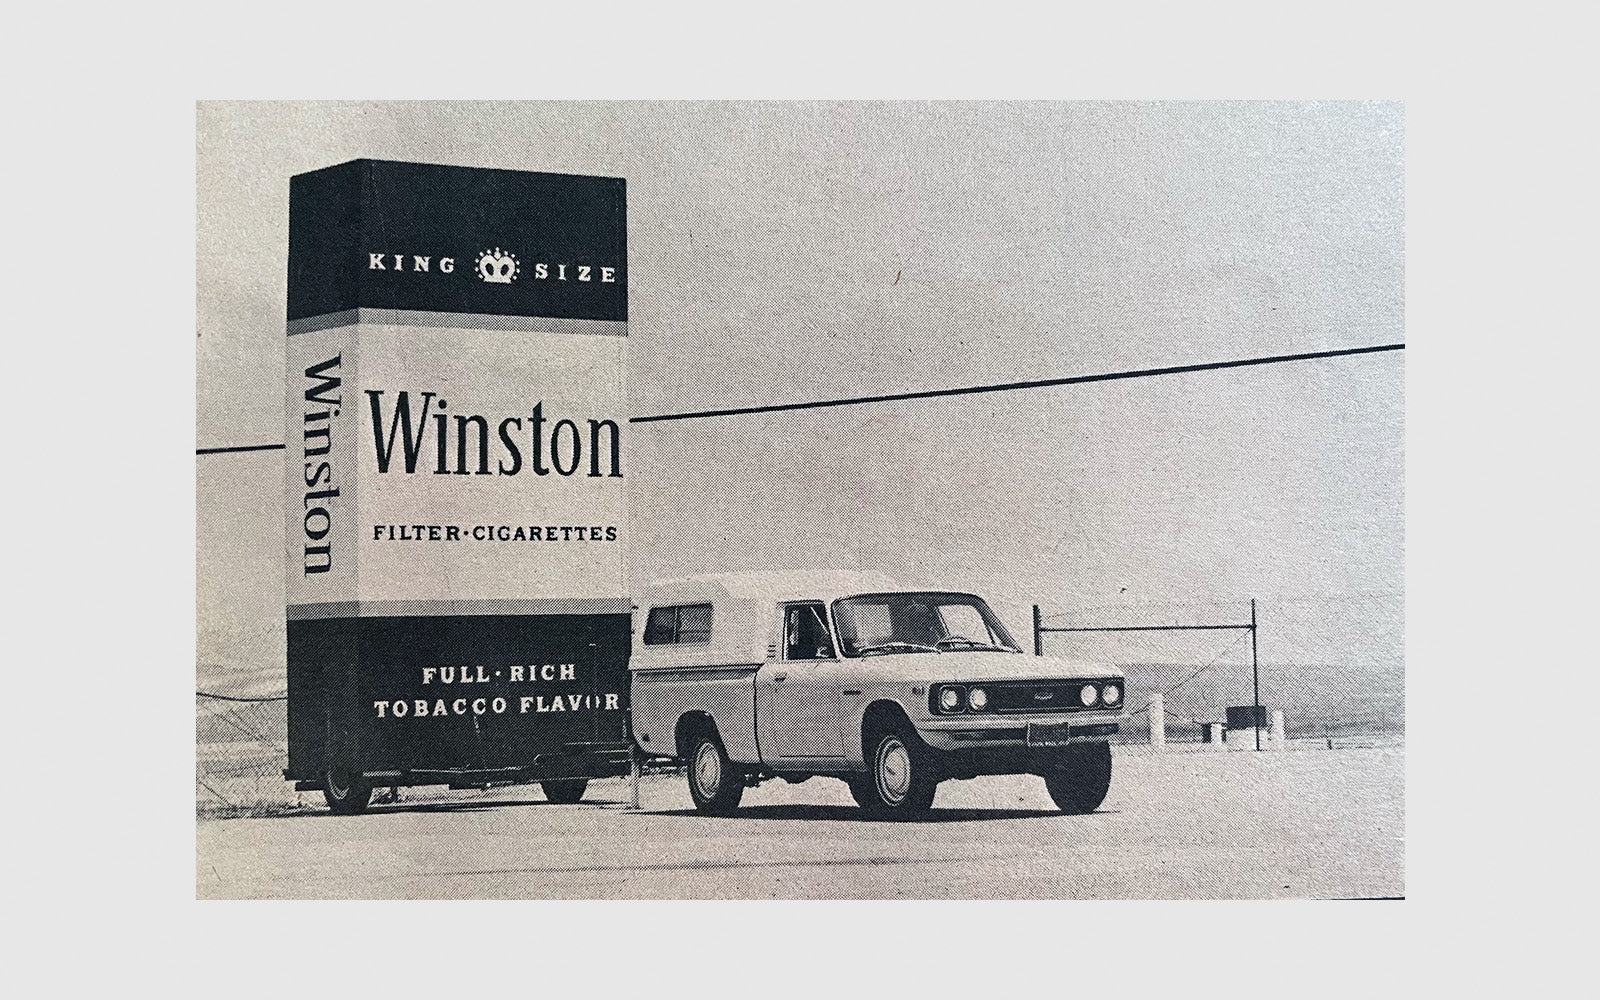 KING SIZE
Winston
Winston
FILTER·CIGARETTES
FULL·RICH
TOBACCO FLAVOR